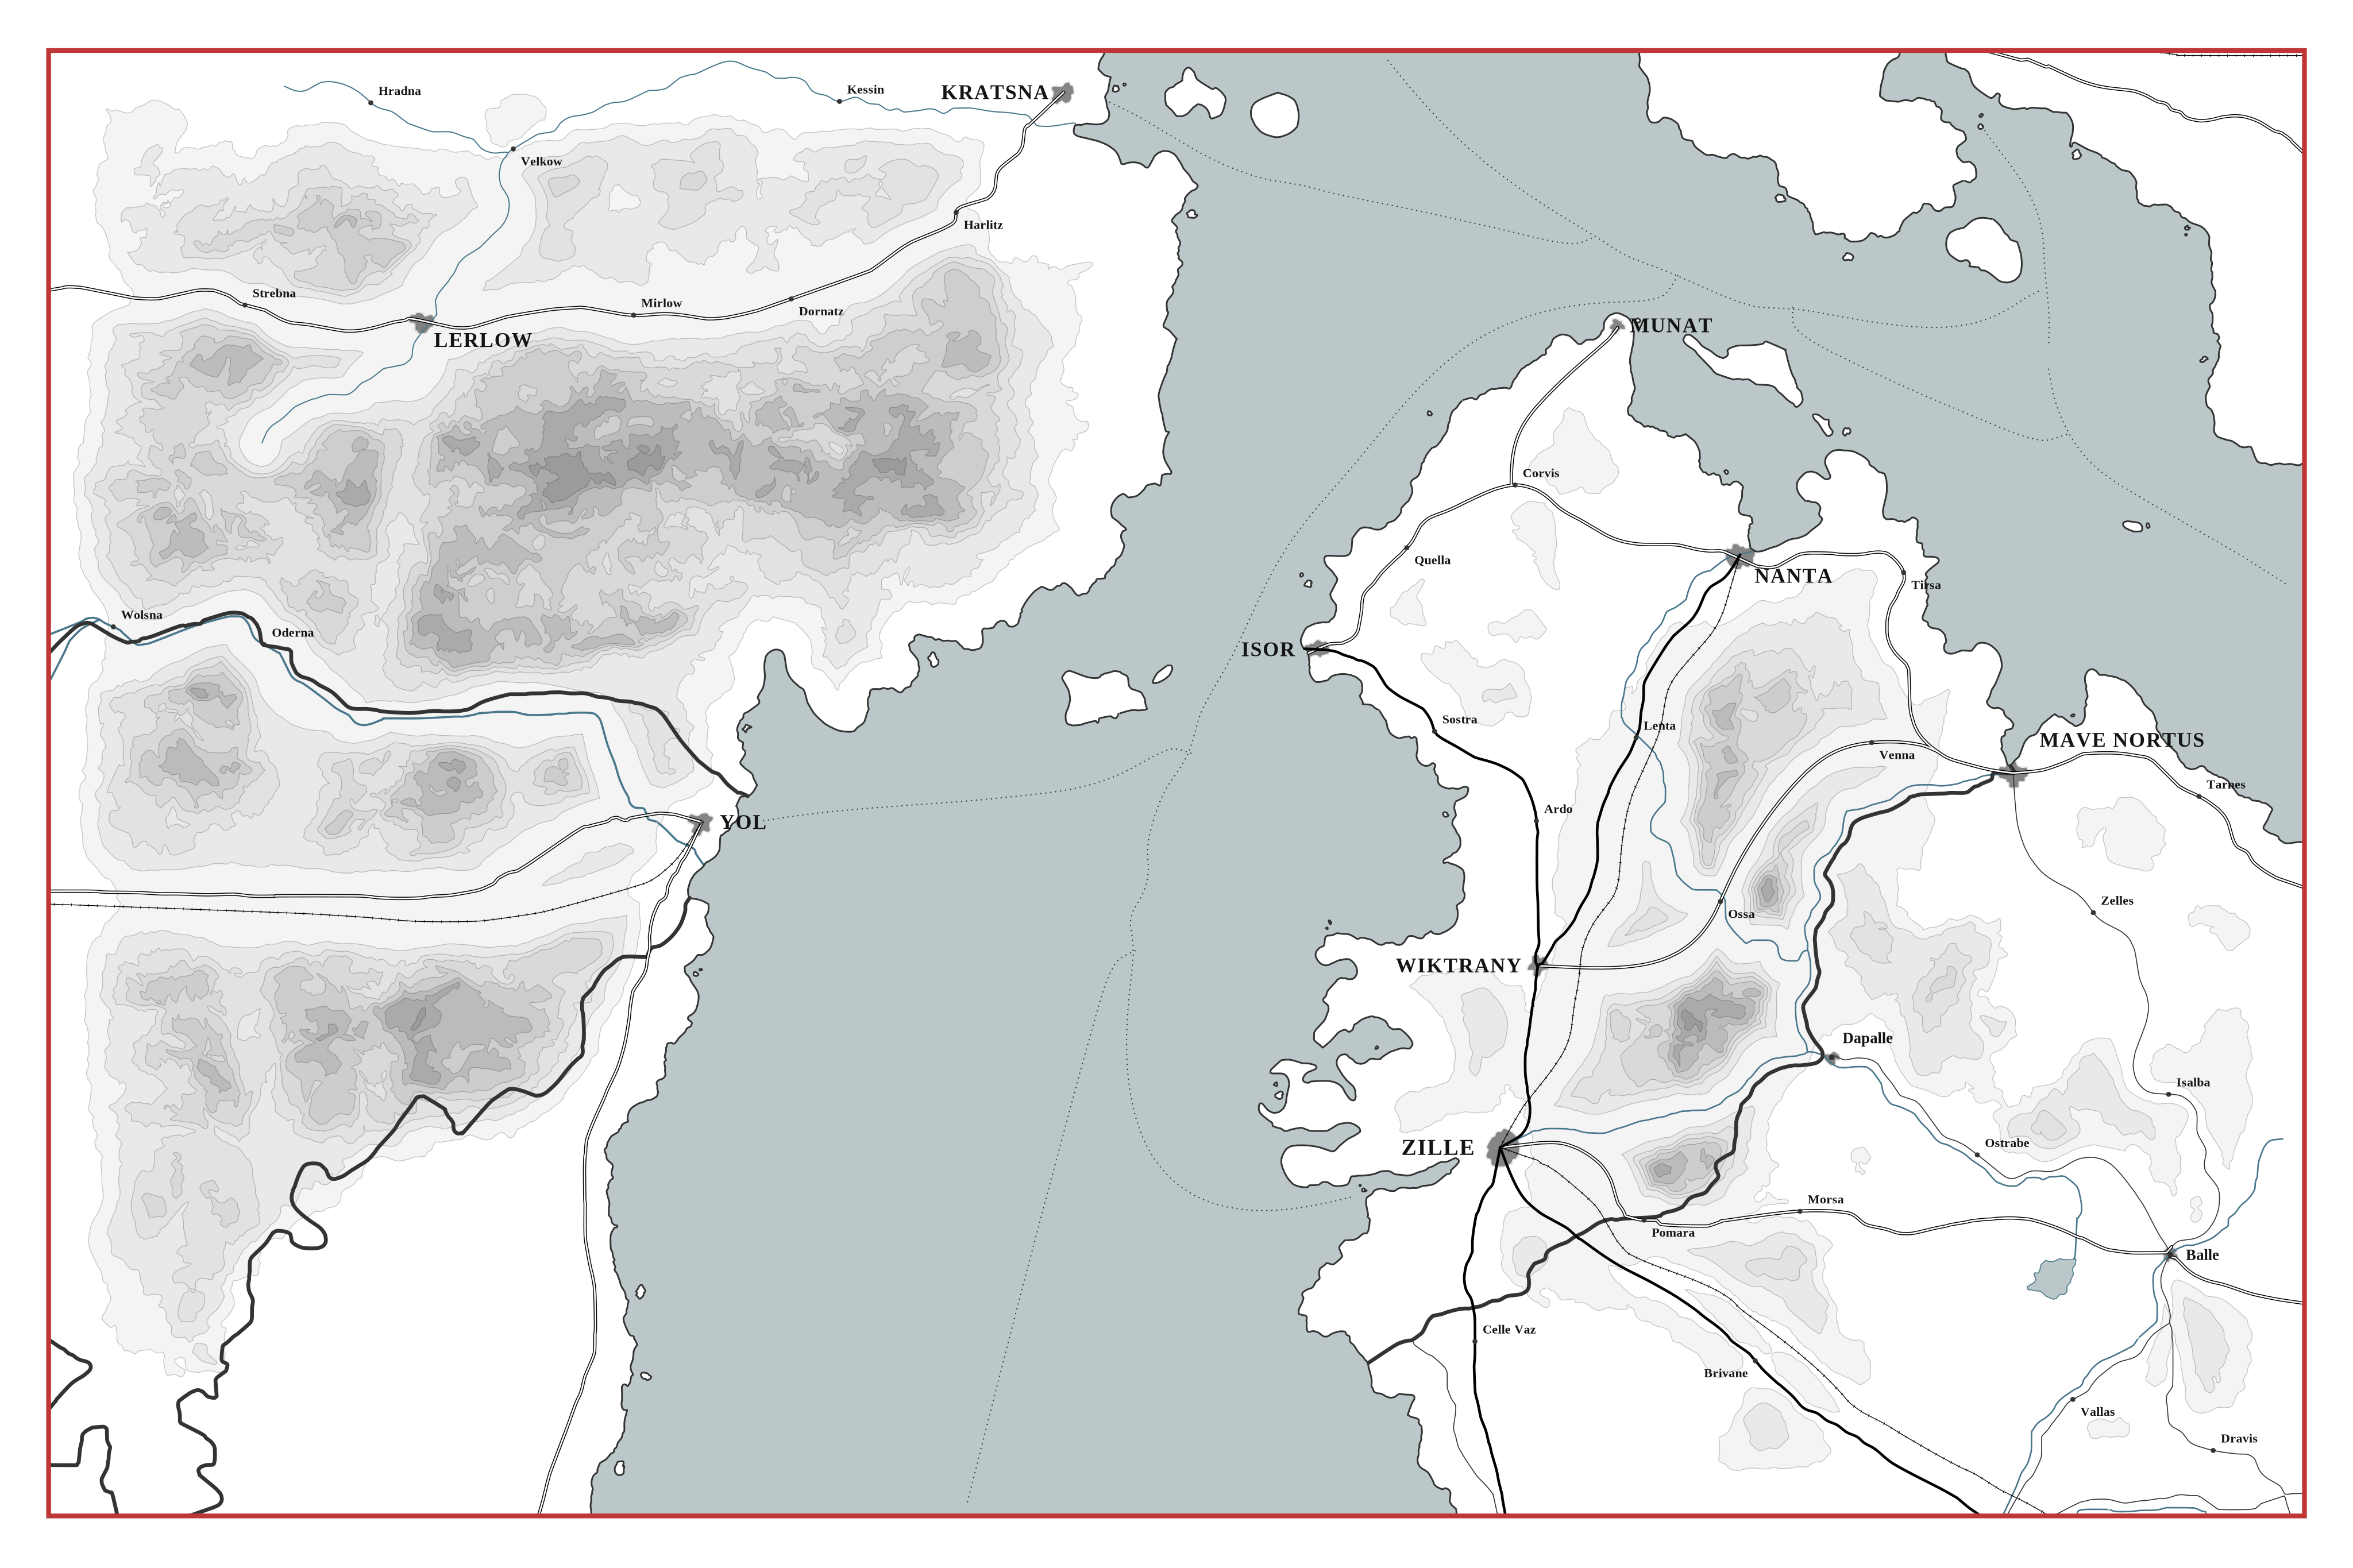 Hradna
Kessin
KRATSNA
Velkow
Harlitz
Strebna
Mirlow
Dornatz
LERLOW
MUNAT
Corvis
Quella
NANTA
Tirsa
Wolsna
Oderna
ISOR
Sostra
Lenta
MAVE NORTUS
Venna
Tarnes
Ardo
YOL
Zelles
Ossa
WIKTRANY
Dapalle
Isalba
ZILLE
Ostrabe
Morsa
Pomara
Balle
Celle Vaz
Brivane
Vallas
Dravis